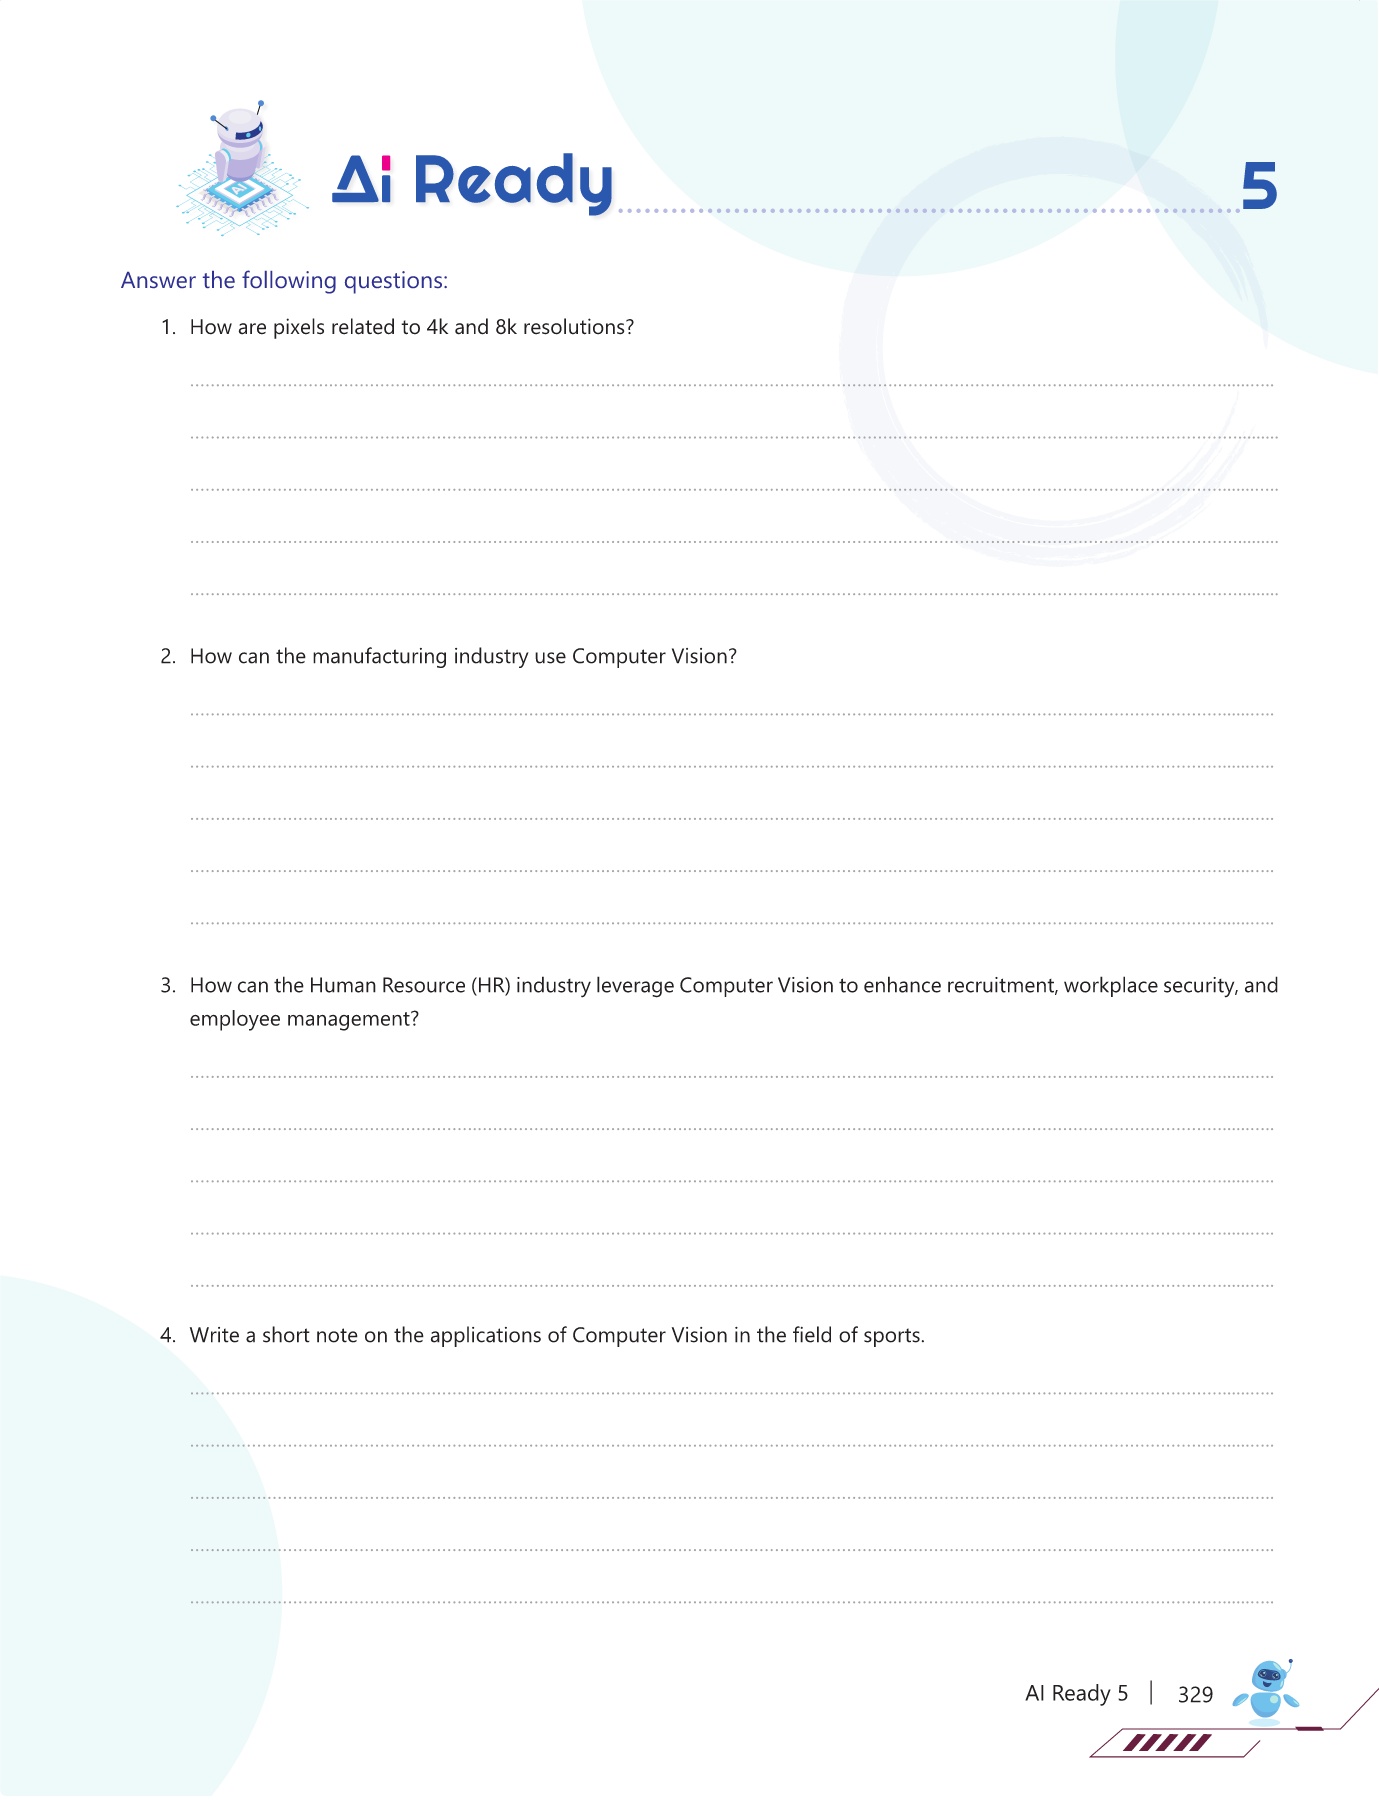 Ai Ready 5
Answer the following questions:
1. How are pixels related to 4k and 8k resolutions?
2. How can the manufacturing industry use Computer Vision?
3. How can the Human Resource (HR) industry leverage Computer Vision to enhance recruitment, workplace security, and
employee management?
4. Write a short note on the applications of Computer Vision in the field of sports.
AI Ready 5 | 329